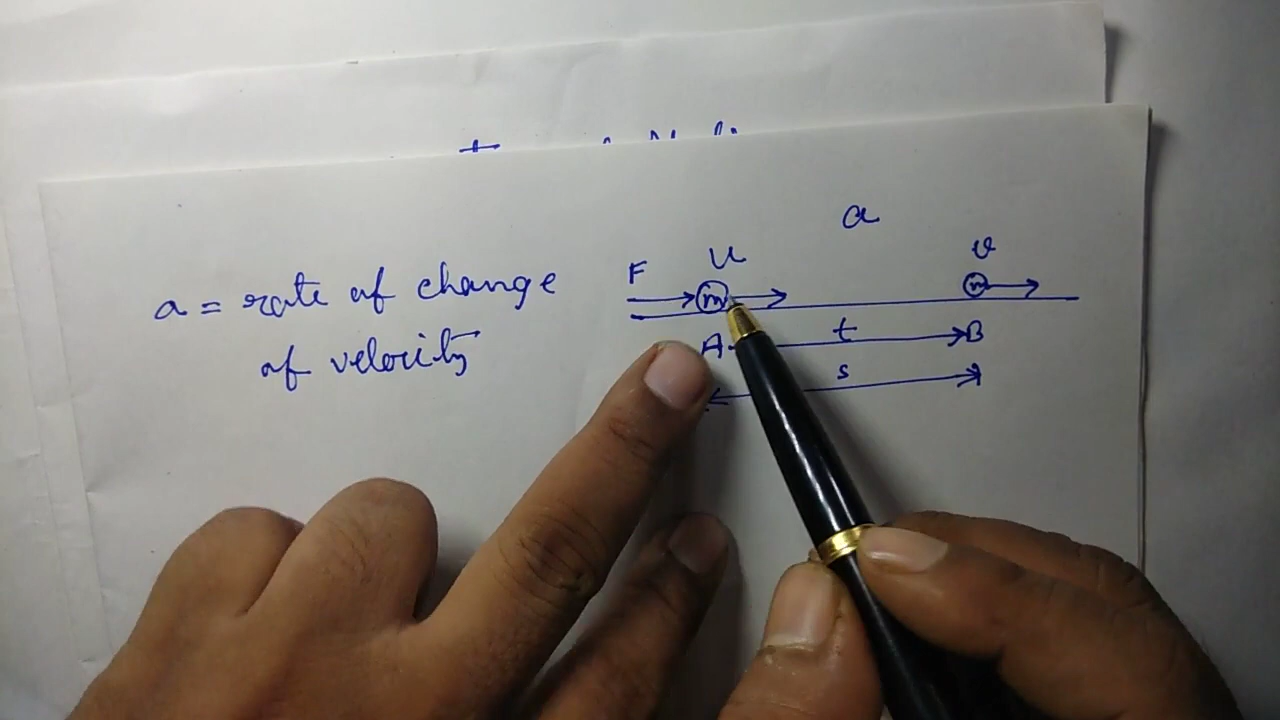 a
F U v
a = rate of change
m m
A t B
of velocity
s